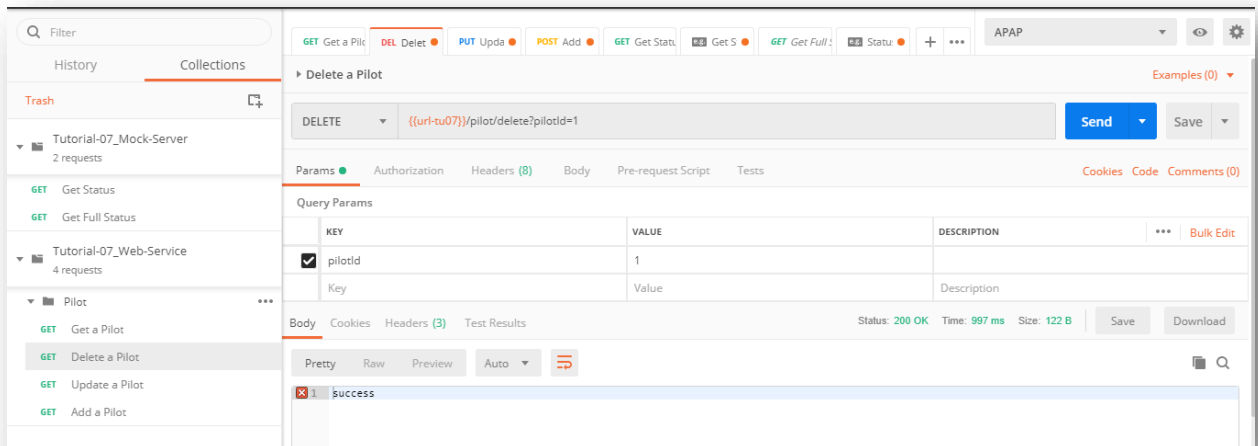 Filter
History Collections
Trash
Tutorial-07_Mock-Server
2 requests
GET Get Status
GET Get Full Status
Tutorial-07_Web-Service
4 requests
Pilot
GET Get a Pilot
GET Delete a Pilot
GET Update a Pilot
GET Add a Pilot
GET Get a Pilo DEL Delet PUT Upda POST Add GET Get Statu e.g. Get S GET Get Full S e.g. Status
APAP
Delete a Pilot
Examples (0)
DELETE {{url-tu07}}/pilot/delete?pilotId=1 Send Save
Params Authorization Headers (8) Body Pre-request Script Tests Cookies Code Comments (0)
Query Params
KEY VALUE DESCRIPTION Bulk Edit
pilotId 1
Key Value Description
Body Cookies Headers (3) Test Results Status: 200 OK Time: 997 ms Size: 122 B Save Download
Pretty Raw Preview Auto
1 success